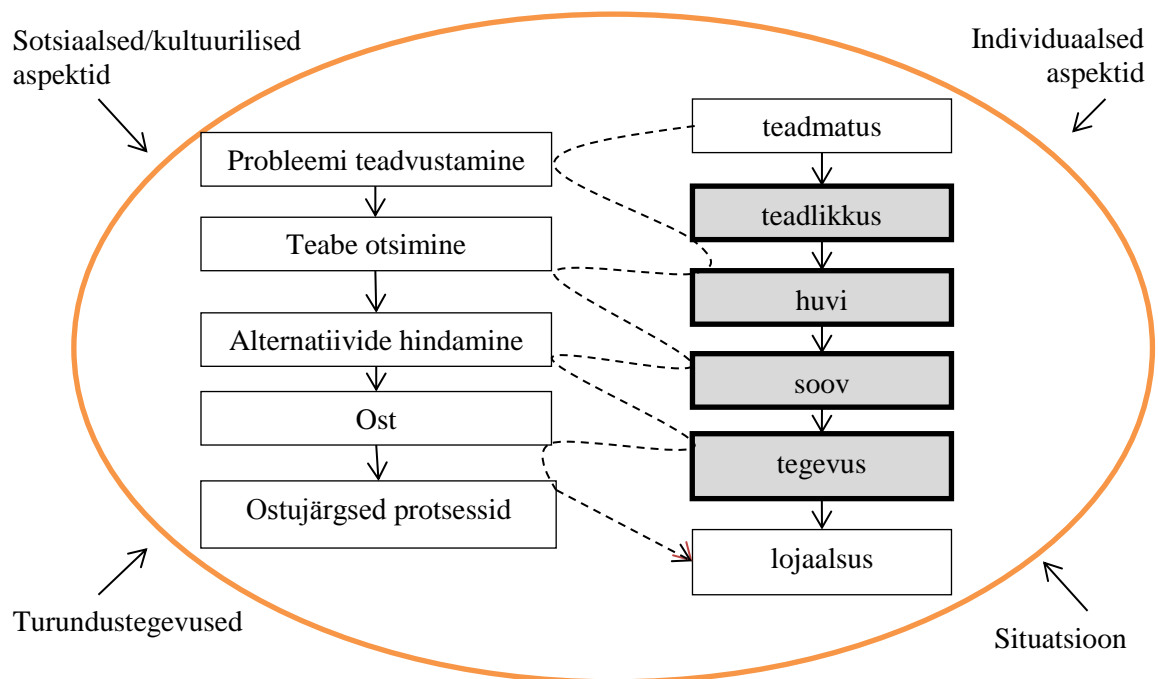 Sotsiaalsed/kultuurilised
aspektid
Individuaalsed
aspektid
Probleemi teadvustamine
Teabe otsimine
Alternatiivide hindamine
Ost
Ostujärgsed protsessid
teadmatus
teadlikkus
huvi
soov
tegevus
lojaalsus
Turundustegevused
Situatsioon